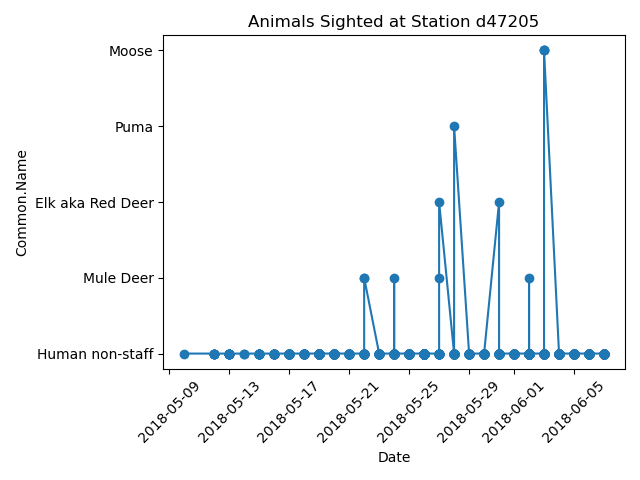 Animals Sighted at Station d47205
Moose
Puma
Elk aka Red Deer
Mule Deer
Human non-staff
Common.Name
2018-05-09
2018-05-13
2018-05-17
2018-05-21
2018-05-25
2018-05-29
2018-06-01
2018-06-05
Date